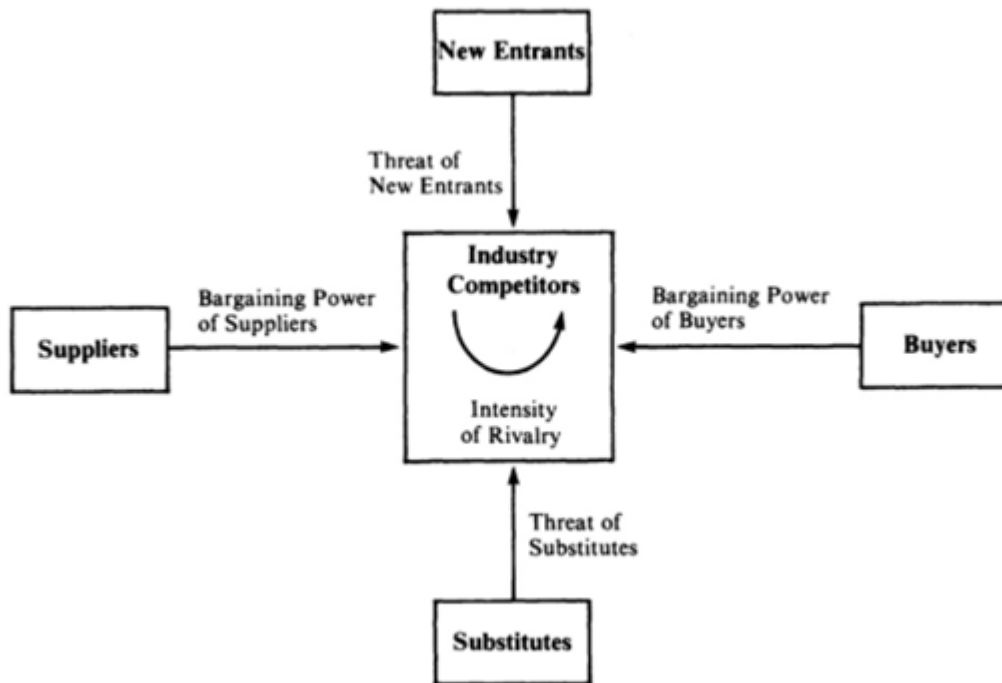 New Entrants
Threat of
New Entrants
Industry
Competitors
Bargaining Power
of Suppliers
Bargaining Power
of Buyers
Suppliers
Buyers
Intensity
of Rivalry
Threat of
Substitutes
Substitutes